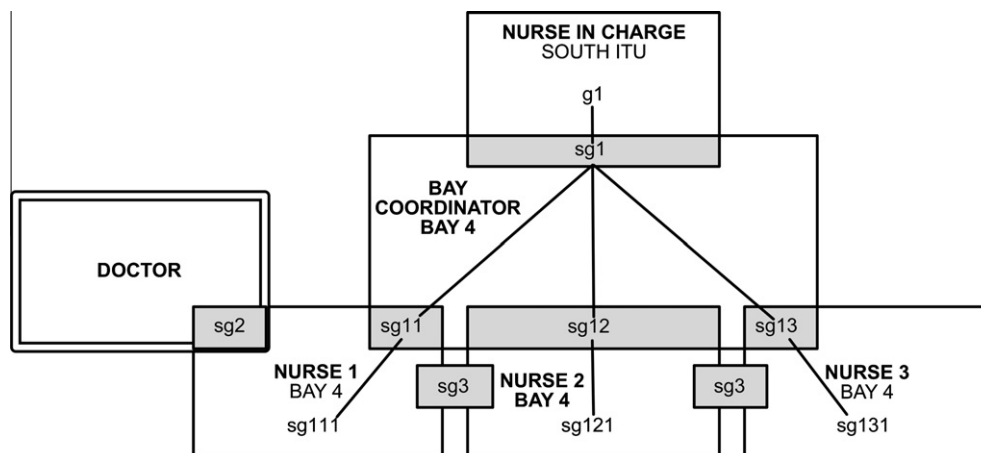 NURSE IN CHARGE
SOUTH ITU
g1
sg1
BAY
COORDINATOR
BAY 4
DOCTOR
sg2
sg11
sg12
sg13
NURSE 1
BAY 4
sg3
NURSE 2
BAY 4
sg3
NURSE 3
BAY 4
sg111
sg121
sg131